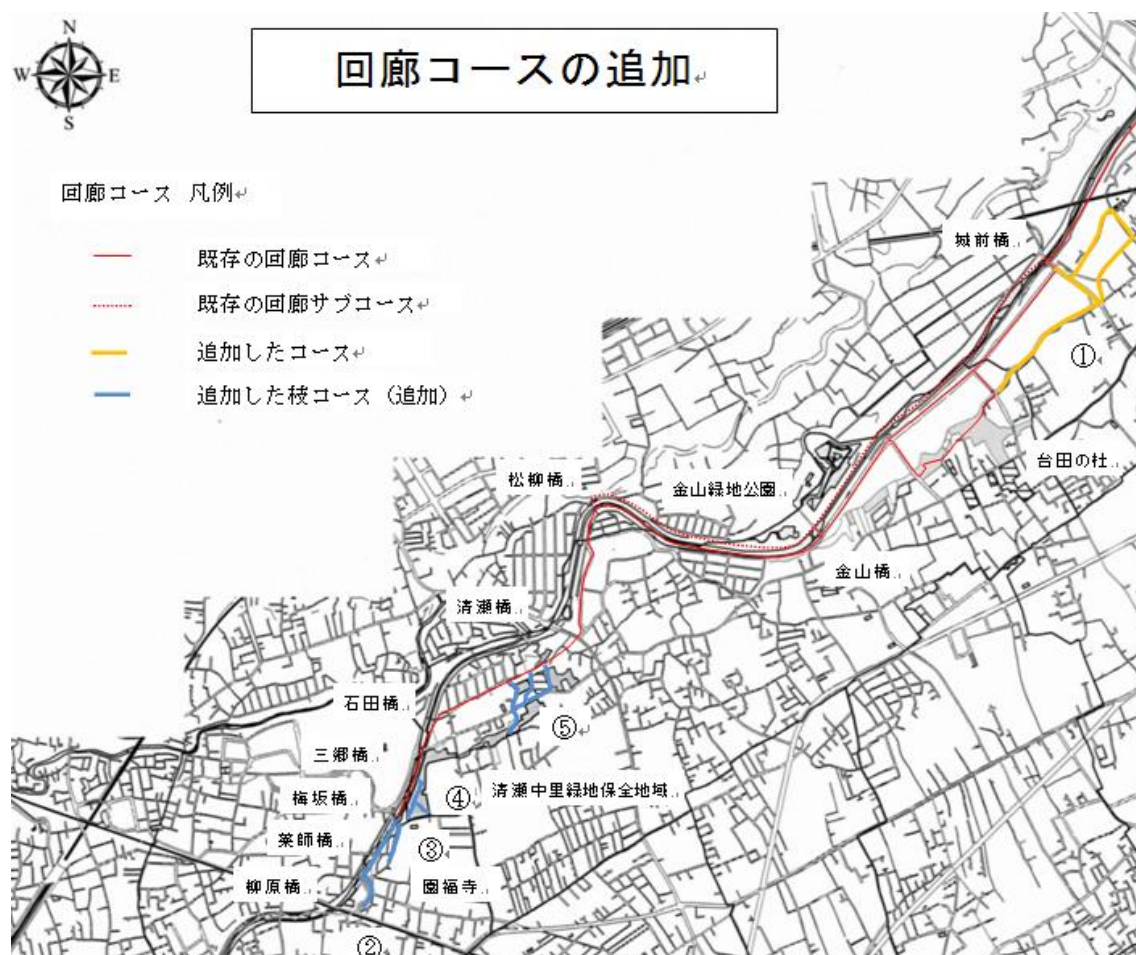 N
W E
S
回廊コースの追加
回廊コース 凡例
既存の回廊コース
既存の回廊サブコース
追加したコース
追加した枝コース（追加）
城前橋
①
台田の杜
松柳橋
金山緑地公園
金山橋
清瀬橋
石田橋
⑤
三郷橋
清瀬中里緑地保全地域
梅坂橋
④
薬師橋
③
柳原橋
圓福寺
②